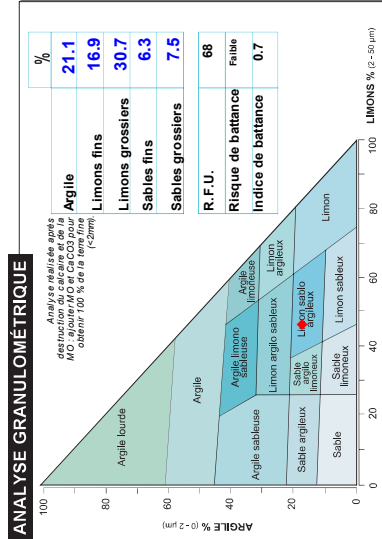 ANALYSE GRANULOMÉTRIQUE
Analyse réalisée après
destruction du calcaire et de la
MO : ajouter MO et CaCO3 pour
obtenir 100 % de la terre fine
(<2mm).
%
Argile 21.1
Limons fins 16.9
Limons grossiers 30.7
Sables fins 6.3
Sables grossiers 7.5
R.F.U. 68
Risque de battance Faible
Indice de battance 0.7
ARGILE % (0 - 2 µm)
100
80
60
40
20
0
Argile lourde
Argile
Argile sableuse
Argile limono
sableuse
Argile
limoneuse
Limon argilo sableux
Limon
argileux
Sable argileux
Sable
argilo
limoneux
Limon sablo
argileux
Limon
Sable
Sable
limoneux
Limon sableux
0
20
40
60
80
100
LIMONS % (2 - 50 µm)